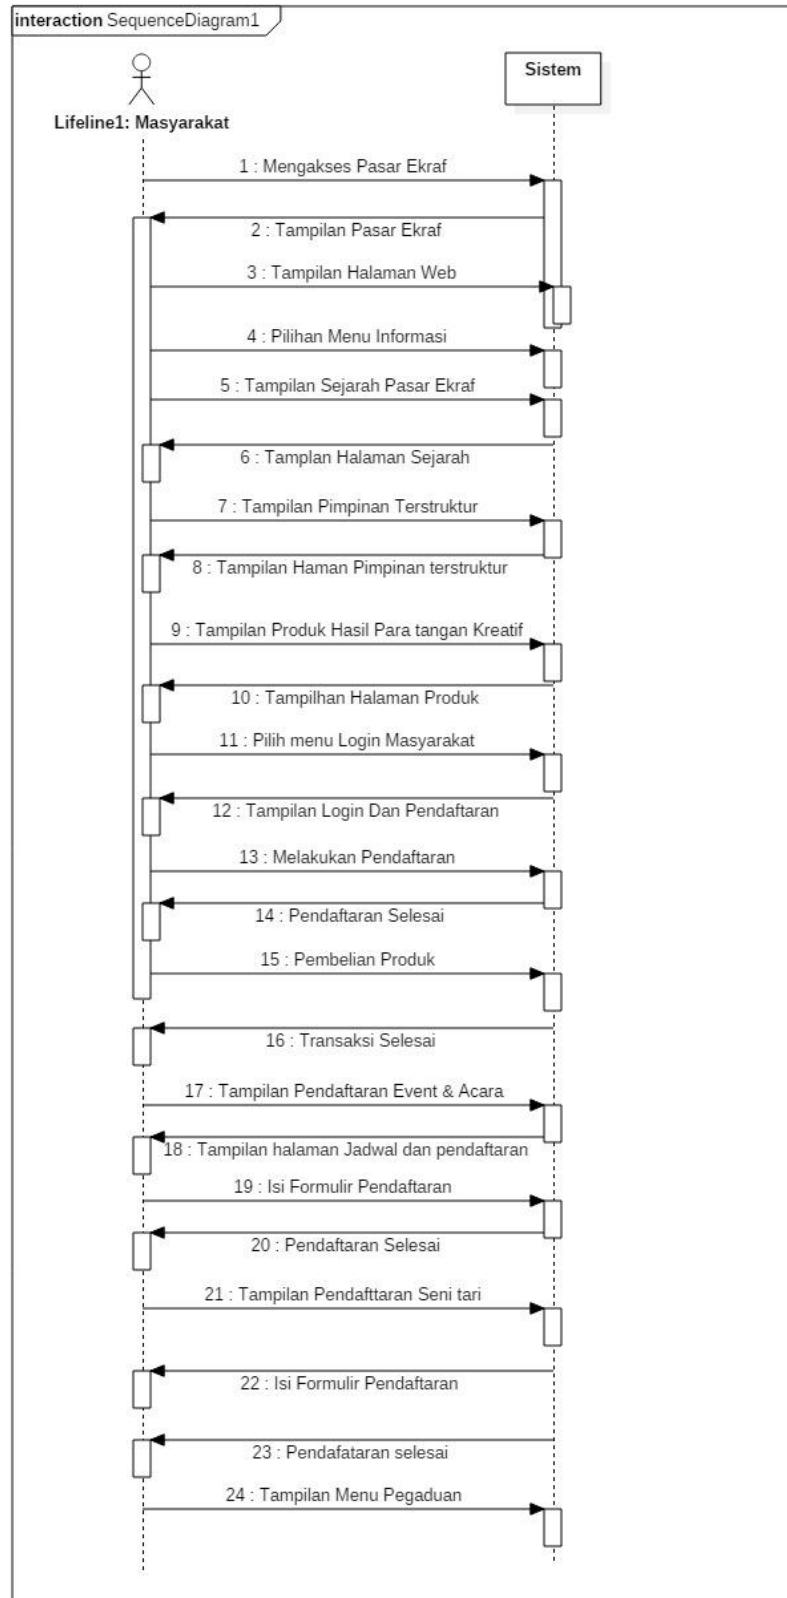 interaction SequenceDiagram1
Sistem
Lifeline1: Masyarakat
1 : Mengakses Pasar Ekraf
2 : Tampilan Pasar Ekraf
3 : Tampilan Halaman Web
4 : Pilihan Menu Informasi
5 : Tampilan Sejarah Pasar Ekraf
6 : Tamplan Halaman Sejarah
7 : Tampilan Pimpinan Terstruktur
8 : Tampilan Haman Pimpinan terstruktur
9 : Tampilan Produk Hasil Para tangan Kreatif
10 : Tampilhan Halaman Produk
11 : Pilih menu Login Masyarakat
12 : Tampilan Login Dan Pendaftaran
13 : Melakukan Pendaftaran
14 : Pendaftaran Selesai
15 : Pembelian Produk
16 : Transaksi Selesai
17 : Tampilan Pendaftaran Event & Acara
18 : Tampilan halaman Jadwal dan pendaftaran
19 : Isi Formulir Pendaftaran
20 : Pendaftaran Selesai
21 : Tampilan Pendafttaran Seni tari
22 : Isi Formulir Pendaftaran
23 : Pendafataran selesai
24 : Tampilan Menu Pegaduan